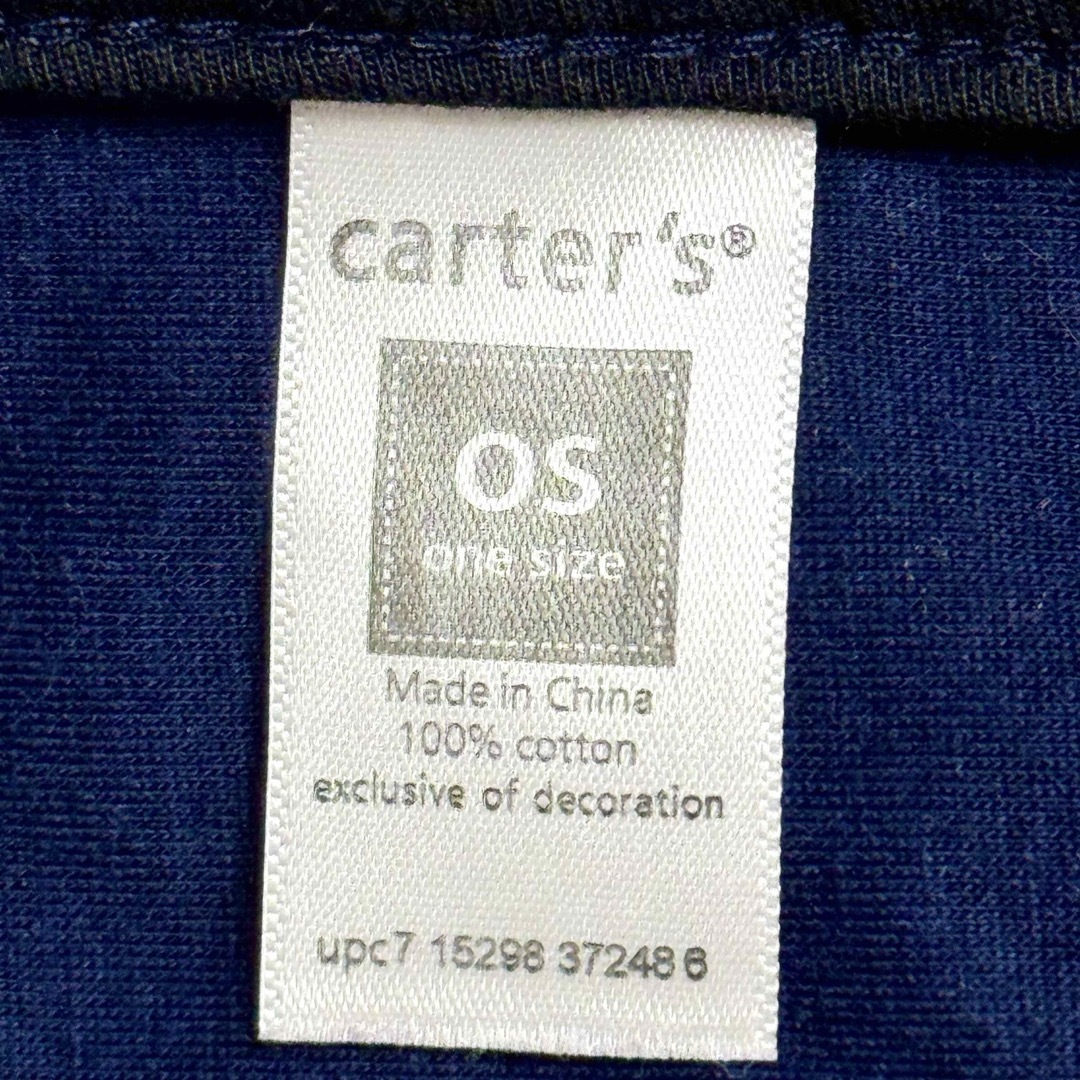 carter's®
OS
one size
Made in China
100% cotton
exclusive of decoration
upc7 15298 37248 6